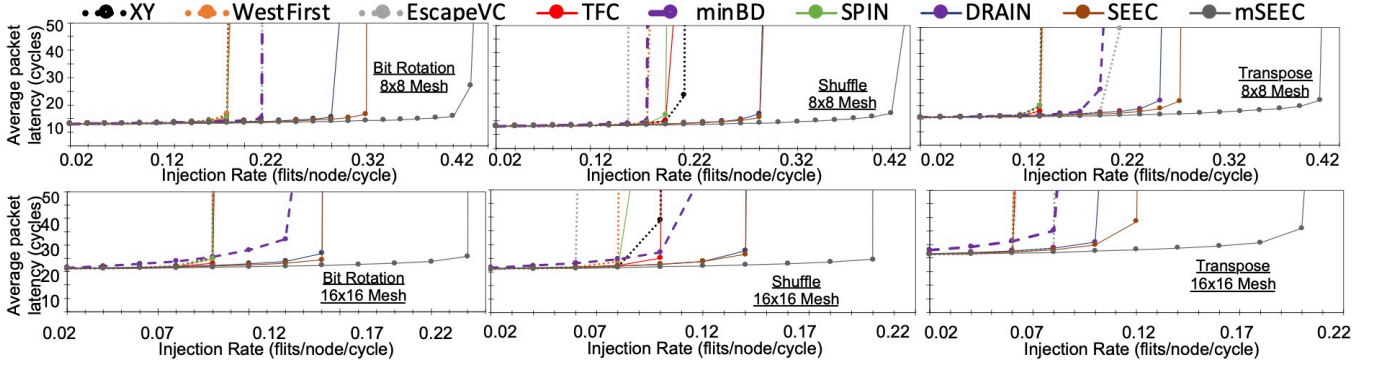 XY WestFirst EscapeVC TFC minBD SPIN DRAIN SEEC mSEEC
Average packet latency (cycles)
50
40
30
20
10
Bit Rotation
8x8 Mesh
0.02 0.12 0.22 0.32 0.42
Injection Rate (flits/node/cycle)
Shuffle
8x8 Mesh
0.02 0.12 0.22 0.32 0.42
Injection Rate (flits/node/cycle)
Transpose
8x8 Mesh
0.02 0.12 0.22 0.32 0.42
Injection Rate (flits/node/cycle)
Average packet
latency (cycles)
50
40
30
20
10
Bit Rotation
16x16 Mesh
0.02 0.07 0.12 0.17 0.22
Injection Rate (flits/node/cycle)
Shuffle
16x16 Mesh
0.02 0.07 0.12 0.17 0.22
Injection Rate (flits/node/cycle)
Transpose
16x16 Mesh
0.02 0.07 0.12 0.17 0.22
Injection Rate (flits/node/cycle)